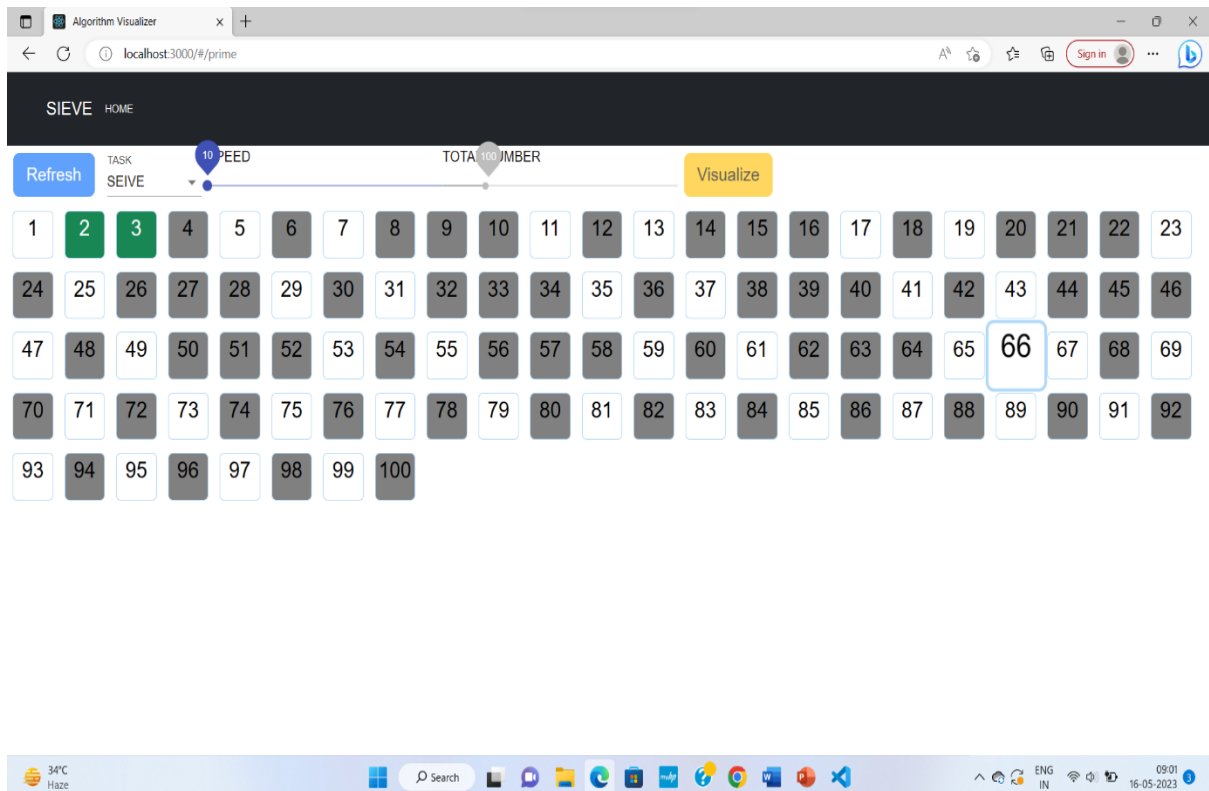 Algorithm Visualizer
localhost:3000/#/prime
Sign in
SIEVE HOME
Refresh
TASK
SEIVE
10 PEED
TOTA 100 JMBER
Visualize
1 2 3 4 5 6 7 8 9 10 11 12 13 14 15 16 17 18 19 20 21 22 23
24 25 26 27 28 29 30 31 32 33 34 35 36 37 38 39 40 41 42 43 44 45 46
47 48 49 50 51 52 53 54 55 56 57 58 59 60 61 62 63 64 65 66 67 68 69
70 71 72 73 74 75 76 77 78 79 80 81 82 83 84 85 86 87 88 89 90 91 92
93 94 95 96 97 98 99 100
34°C
Haze
Search
ENG
IN
09:01
16-05-2023
3